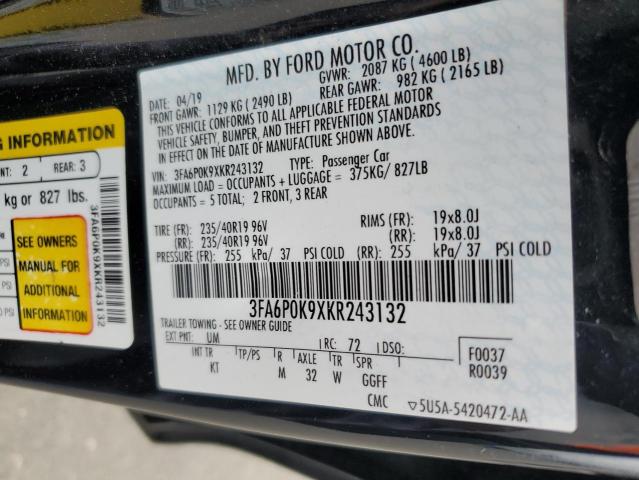 MFD. BY FORD MOTOR CO.
DATE: 04/19
GVWR: 2087 KG ( 4600 LB)
FRONT GAWR: 1129 KG ( 2490 LB)
REAR GAWR: 982 KG ( 2165 LB)
THIS VEHICLE CONFORMS TO ALL APPLICABLE FEDERAL MOTOR
VEHICLE SAFETY, BUMPER, AND THEFT PREVENTION STANDARDS
IN EFFECT ON THE DATE OF MANUFACTURE SHOWN ABOVE.
VIN: 3FA6P0K9XKR243132 TYPE: Passenger Car
MAXIMUM LOAD = OCCUPANTS + LUGGAGE = 375KG/ 827LB
OCCUPANTS = 5 TOTAL; 2 FRONT, 3 REAR
TIRE (FR): 235/40R19 96V RIMS (FR): 19x8.0J
(RR): 235/40R19 96V (RR): 19x8.0J
PRESSURE (FR): 255 kPa/ 37 PSI COLD (RR): 255 kPa/ 37 PSI COLD
3FA6P0K9XKR243132
TRAILER TOWING - SEE OWNER GUIDE
EXT PNT: UM RC: 72 DSO:
INT TR TP/PS R AXLE TR SPR
KT M 32 W GGFF
CMC
F0037
R0039
5U5A-5420472-AA
G INFORMATION
NT: 2 REAR: 3
kg or 827 lbs.
SEE OWNERS
MANUAL FOR
ADDITIONAL
INFORMATION
PSI
PSI
3FA6P0K9XKR243132